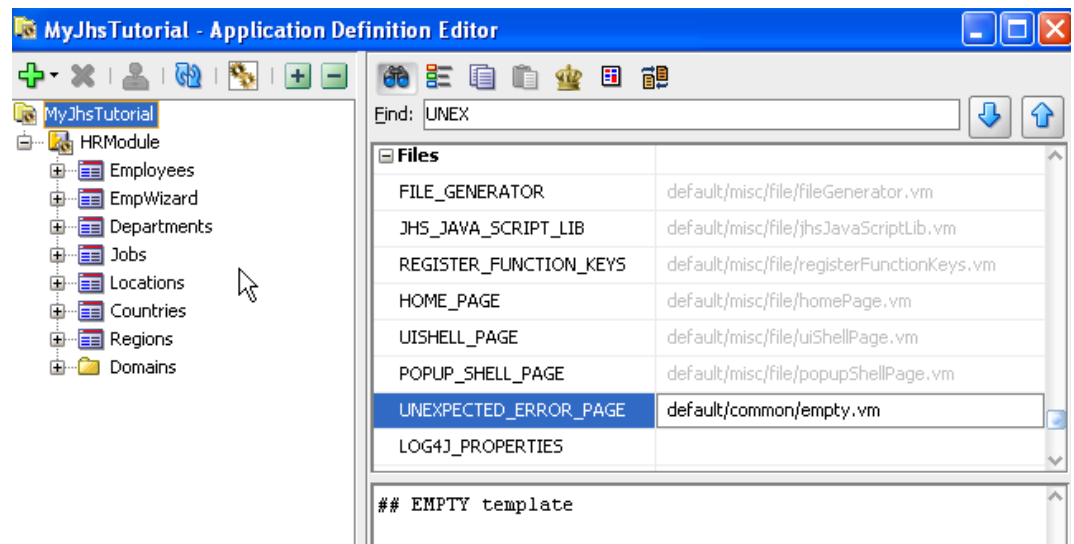 MyJhsTutorial - Application Definition Editor
Find: UNEX
MyJhsTutorial
HRModule
Employees
EmpWizard
Departments
Jobs
Locations
Countries
Regions
Domains
Files
FILE_GENERATOR default/misc/file/fileGenerator.vm
JHS_JAVA_SCRIPT_LIB default/misc/file/jhsJavaScriptLib.vm
REGISTER_FUNCTION_KEYS default/misc/file/registerFunctionKeys.vm
HOME_PAGE default/misc/file/homePage.vm
UISHELL_PAGE default/misc/file/uiShellPage.vm
POPUP_SHELL_PAGE default/misc/file/popupShellPage.vm
UNEXPECTED_ERROR_PAGE default/common/empty.vm
LOG4J_PROPERTIES
## EMPTY template